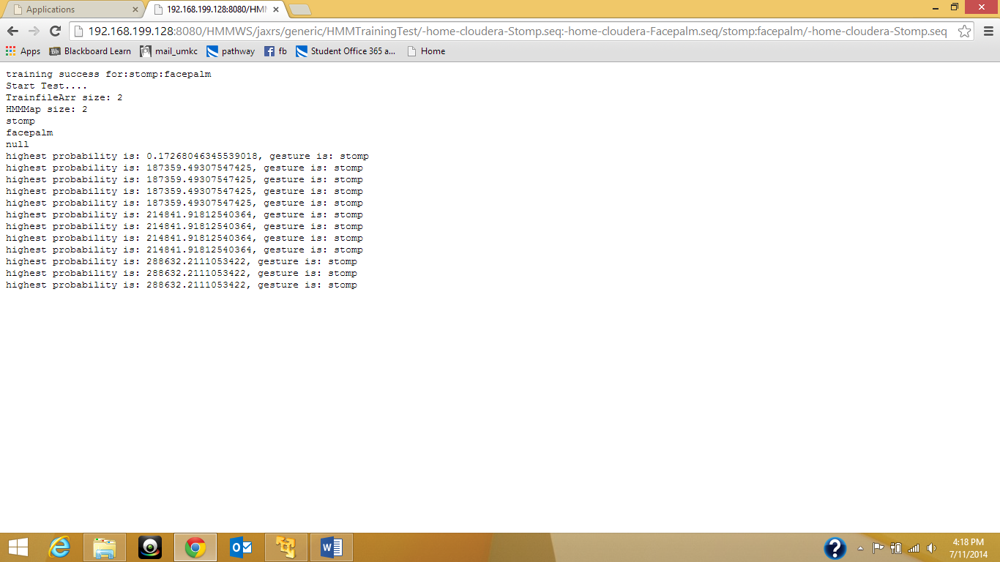 Applications
192.168.199.128:8080/HMM
192.168.199.128:8080/HMMWS/jaxrs/generic/HMMTrainingTest/-home-cloudera-Stomp.seq:-home-cloudera-Facepalm.seq/stomp:facepalm/-home-cloudera-Stomp.seq
Apps Bb Blackboard Learn mail_umkc pathway f fb Student Office 365 a... Home
training success for:stomp:facepalm
Start Test....
TrainfileArr size: 2
HMMMap size: 2
stomp
facepalm
null
highest probability is: 0.17268046345539018, gesture is: stomp
highest probability is: 187359.49307547425, gesture is: stomp
highest probability is: 187359.49307547425, gesture is: stomp
highest probability is: 187359.49307547425, gesture is: stomp
highest probability is: 187359.49307547425, gesture is: stomp
highest probability is: 214841.91812540364, gesture is: stomp
highest probability is: 214841.91812540364, gesture is: stomp
highest probability is: 214841.91812540364, gesture is: stomp
highest probability is: 214841.91812540364, gesture is: stomp
highest probability is: 288632.2111053422, gesture is: stomp
highest probability is: 288632.2111053422, gesture is: stomp
highest probability is: 288632.2111053422, gesture is: stomp
4:18 PM
7/11/2014